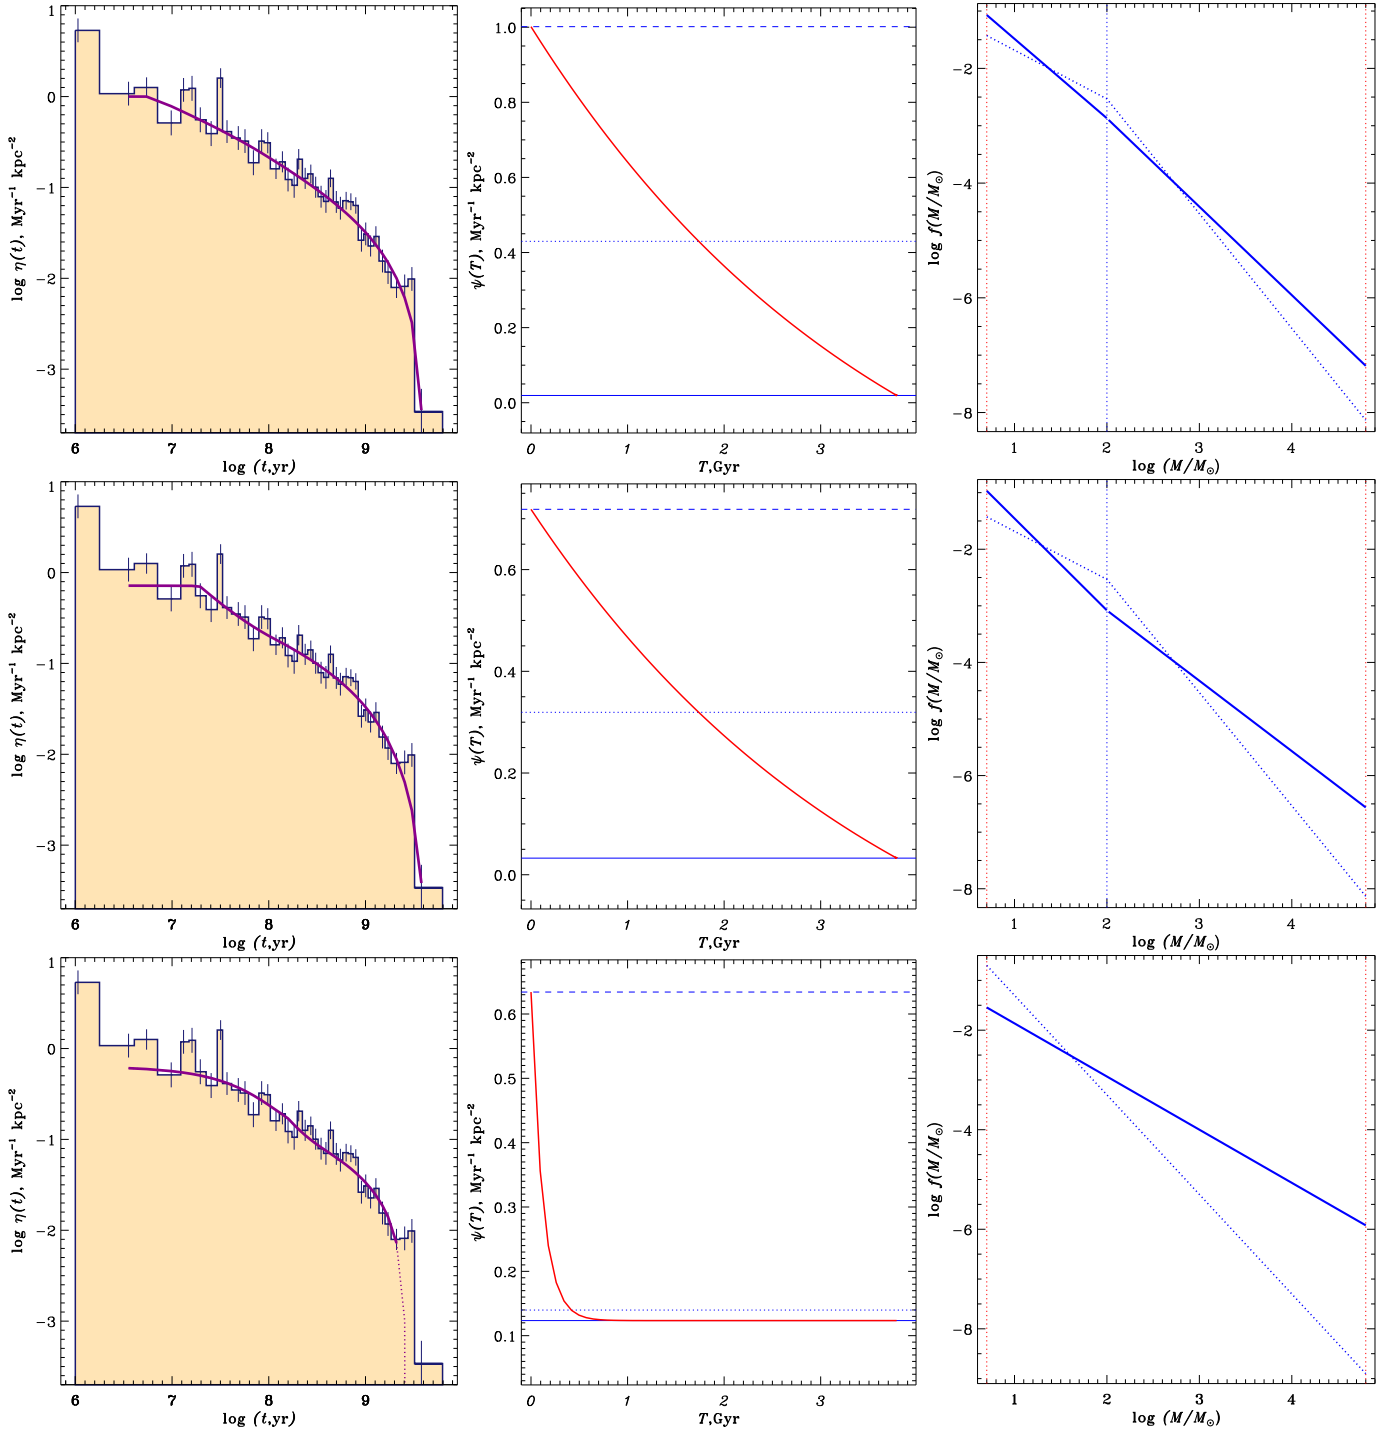 1
0
−1
−2
−3
log η(t), Myr⁻¹ kpc⁻²
6 7 8 9
log (t,yr)
1.0
0.8
0.6
0.4
0.2
0.0
ψ(T), Myr⁻¹ kpc⁻²
0 1 2 3
T,Gyr
−2
−4
−6
−8
log f(M/M☉)
1 2 3 4
log (M/M☉)
1
0
−1
−2
−3
log η(t), Myr⁻¹ kpc⁻²
6 7 8 9
log (t,yr)
0.6
0.4
0.2
0.0
ψ(T), Myr⁻¹ kpc⁻²
0 1 2 3
T,Gyr
−2
−4
−6
−8
log f(M/M☉)
1 2 3 4
log (M/M☉)
1
0
−1
−2
−3
log η(t), Myr⁻¹ kpc⁻²
6 7 8 9
log (t,yr)
0.6
0.5
0.4
0.3
0.2
0.1
ψ(T), Myr⁻¹ kpc⁻²
0 1 2 3
T,Gyr
−2
−4
−6
−8
log f(M/M☉)
1 2 3 4
log (M/M☉)